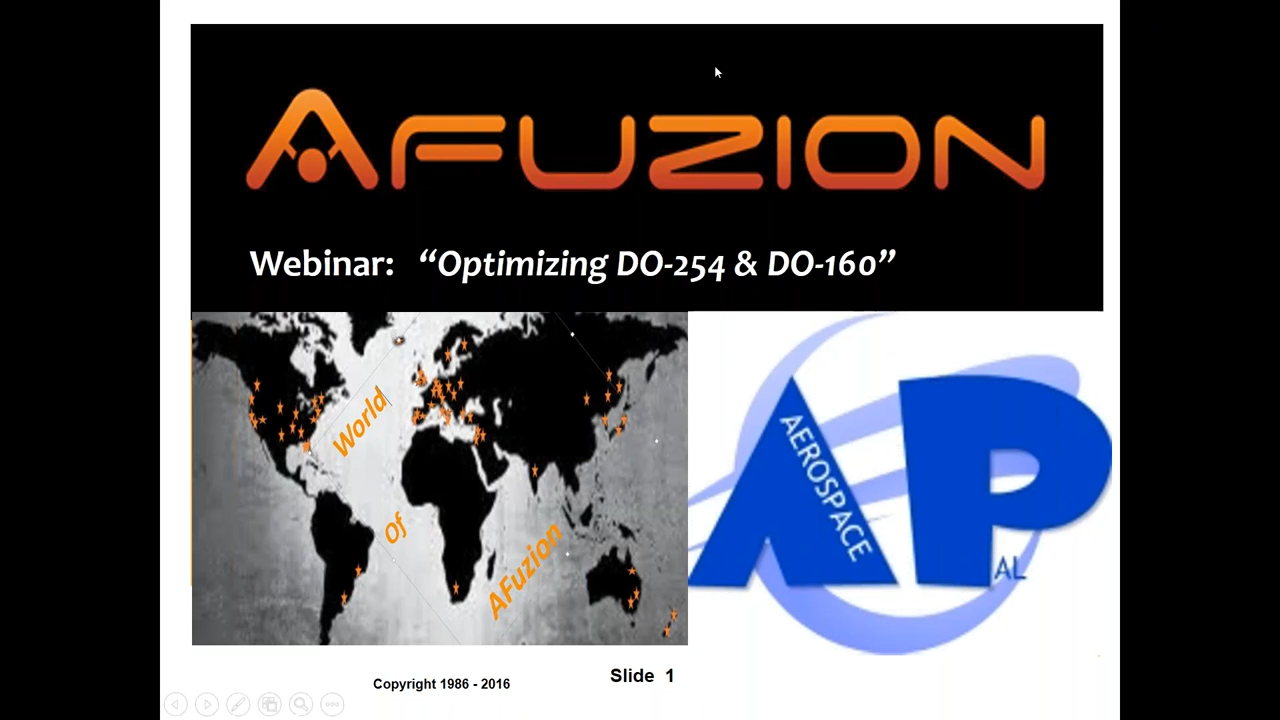 AFUZION
Webinar: “Optimizing DO-254 & DO-160”
World
Of
AFuzion
AEROSPACE
AP
AL
Slide 1
Copyright 1986 - 2016